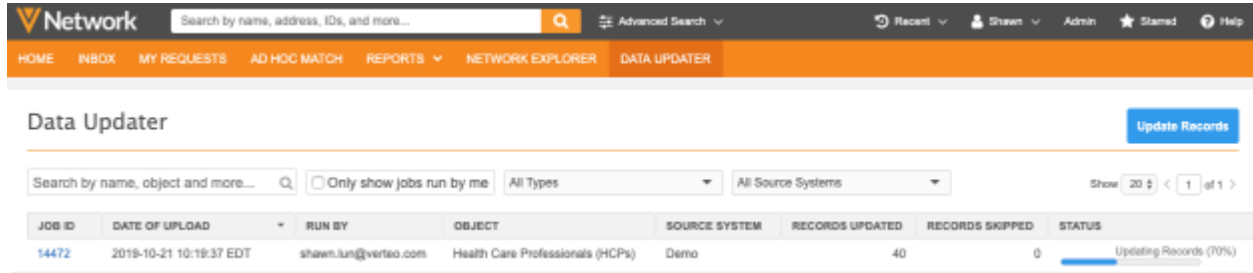 Network Search by name, address, IDs, and more... Advanced Search Recent Shawn Admin Starred Help
HOME INBOX MY REQUESTS AD HOC MATCH REPORTS NETWORK EXPLORER DATA UPDATER
Data Updater Update Records
Search by name, object and more... Only show jobs run by me All Types All Source Systems Show 20 < 1 of 1 >
JOB ID DATE OF UPLOAD RUN BY OBJECT SOURCE SYSTEM RECORDS UPDATED RECORDS SKIPPED STATUS
14472 2019-10-21 10:19:37 EDT shawn.lun@verteo.com Health Care Professionals (HCPs) Demo 40 0 Updating Records (70%)